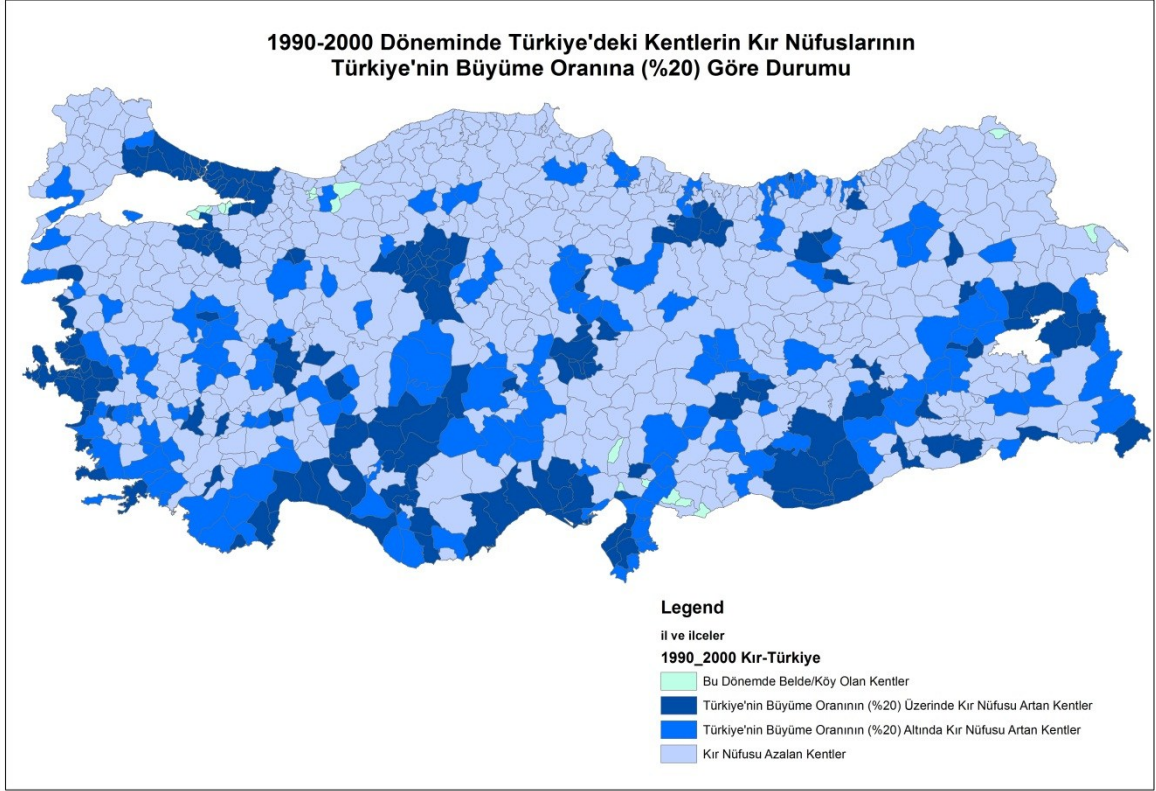 1990-2000 Döneminde Türkiye'deki Kentlerin Kır Nüfuslarının
Türkiye'nin Büyüme Oranına (%20) Göre Durumu
Legend
il ve ilceler
1990_2000 Kır-Türkiye
Bu Dönemde Belde/Köy Olan Kentler
Türkiye'nin Büyüme Oranının (%20) Üzerinde Kır Nüfusu Artan Kentler
Türkiye'nin Büyüme Oranının (%20) Altında Kır Nüfusu Artan Kentler
Kır Nüfusu Azalan Kentler